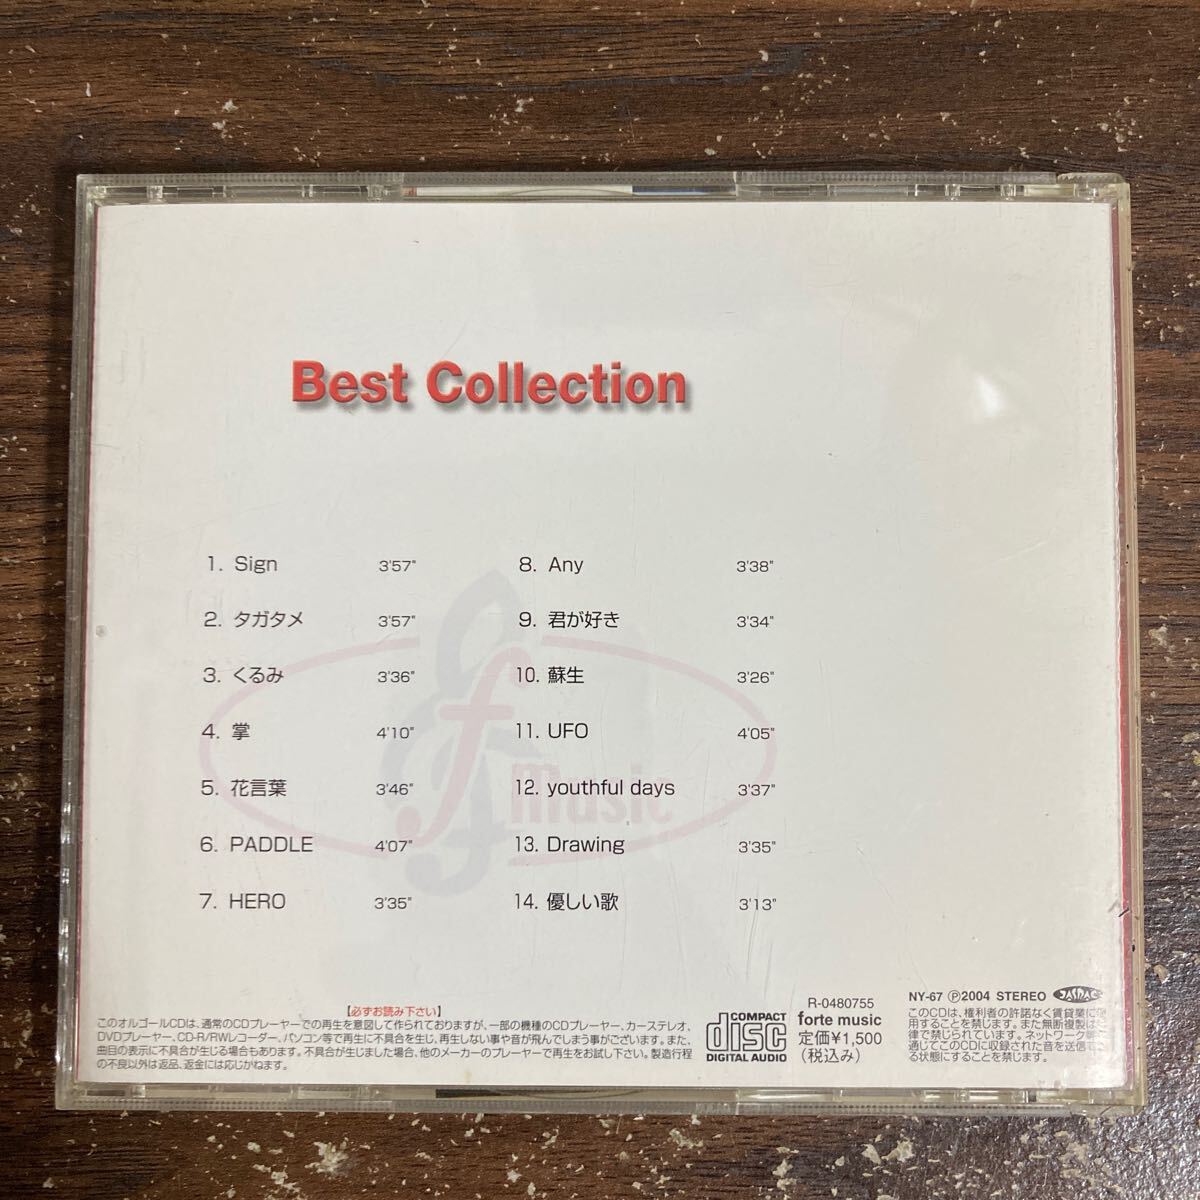 Best Collection
1. Sign 3'57"
2. タガタメ 3'57"
3. くるみ 3'36"
4. 掌 4'10"
5. 花言葉 3'46"
6. PADDLE 4'07"
7. HERO 3'35"
8. Any 3'38"
9. 君が好き 3'34"
10. 蘇生 3'26"
11. UFO 4'05"
12. youthful days 3'37"
13. Drawing 3'35"
14. 優しい歌 3'13"
f Music
【必ずお読み下さい】
このオルゴールCDは、通常のCDプレーヤーでの再生を意図して作られておりますが、一部の機種のCDプレーヤー、カーステレオ、
DVDプレーヤー、CD-R/RWレコーダー、パソコン等で再生に不具合を生じ、再生しない事や音が飛んでしまう事がございます。また、
曲目の表示に不具合が生じる場合もあります。不具合が生じました場合、他のメーカーのプレーヤーで再生をお試し下さい。製造行程
の不良以外は返品、返金には応じかねます。
COMPACT
disc
DIGITAL AUDIO
R-0480755
forte music
定価¥1,500
(税込み)
NY-67 ℗2004 STEREO JASRAC
このCDは、権利者の許諾なく賃貸業に使
用することを禁じます。また無断複製は法
律で禁じられています。ネットワーク等を
通じてこのCDに収録された音を送信でき
る状態にすることを禁じます。